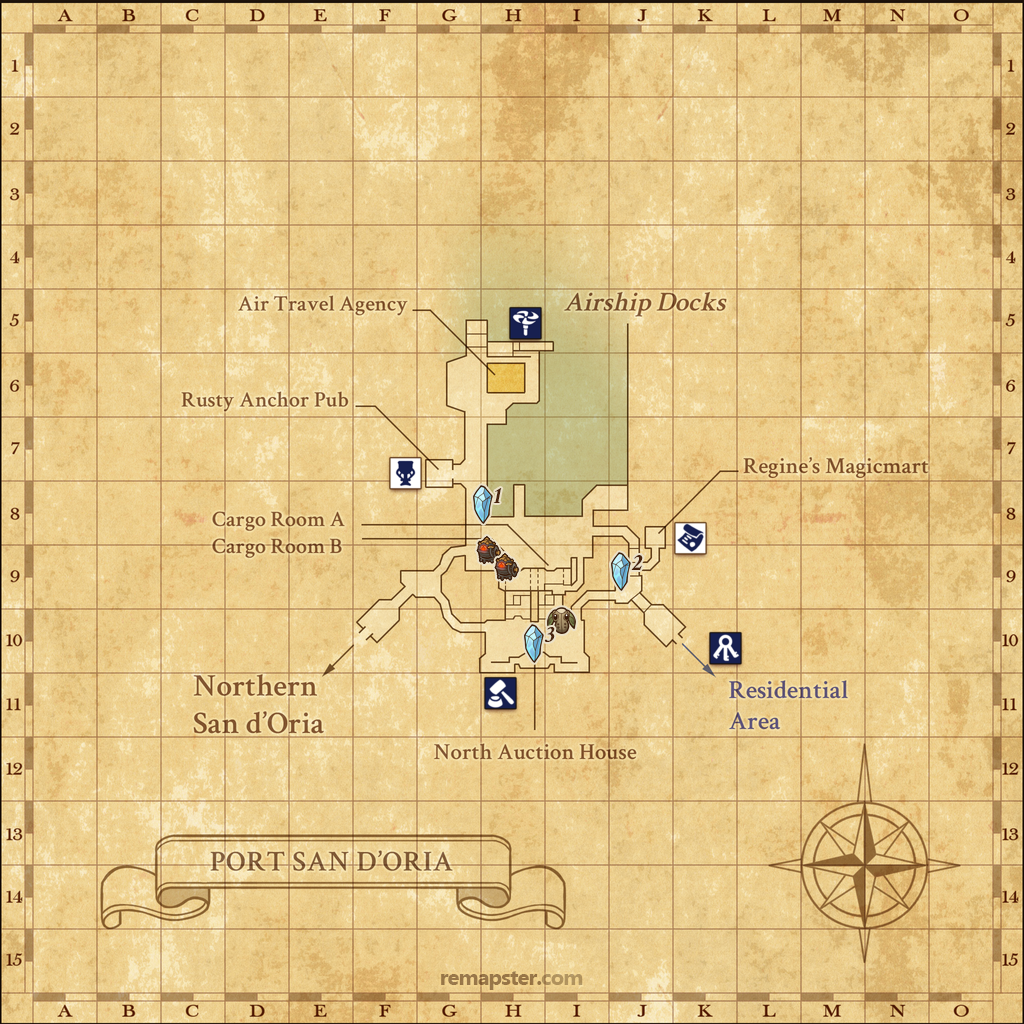 A B C D E F G H I J K L M N O
1 1
2 2
3 3
4 4
Air Travel Agency
Airship Docks
5 5
6 6
Rusty Anchor Pub
7 7
Regine's Magicmart
1
8 8
Cargo Room A
Cargo Room B
2
9 9
3
10 10
Northern
San d'Oria
Residential
Area
11 11
North Auction House
12 12
13 13
PORT SAN D'ORIA
14 14
15 15
remapster.com
A B C D E F G H I J K L M N O